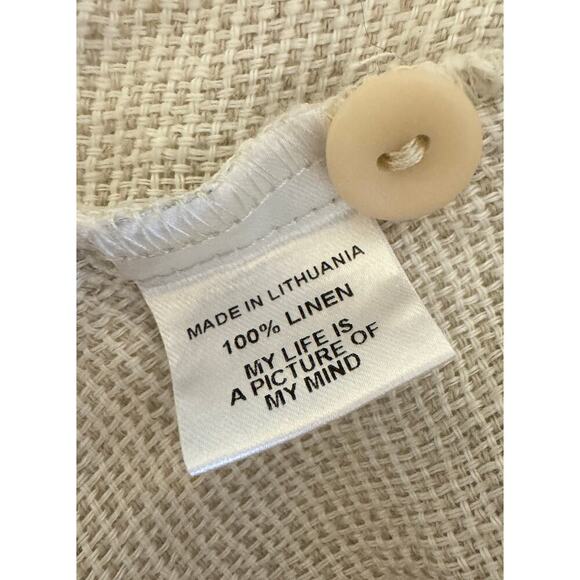 MADE IN LITHUANIA
100% LINEN
MY LIFE IS
A PICTURE OF
MY MIND